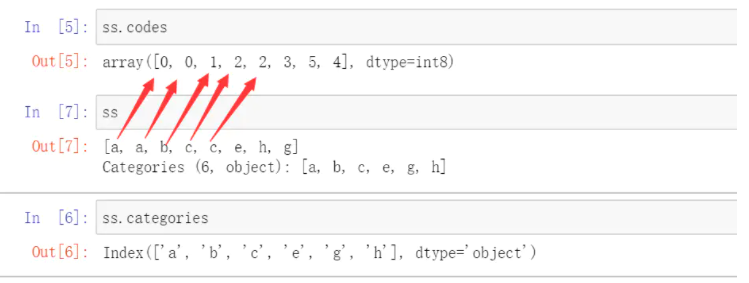 In [5]: ss.codes
Out[5]: array([0, 0, 1, 2, 2, 3, 5, 4], dtype=int8)
In [7]: ss
Out[7]: [a, a, b, c, c, e, h, g]
Categories (6, object): [a, b, c, e, g, h]
In [6]: ss.categories
Out[6]: Index(['a', 'b', 'c', 'e', 'g', 'h'], dtype='object')